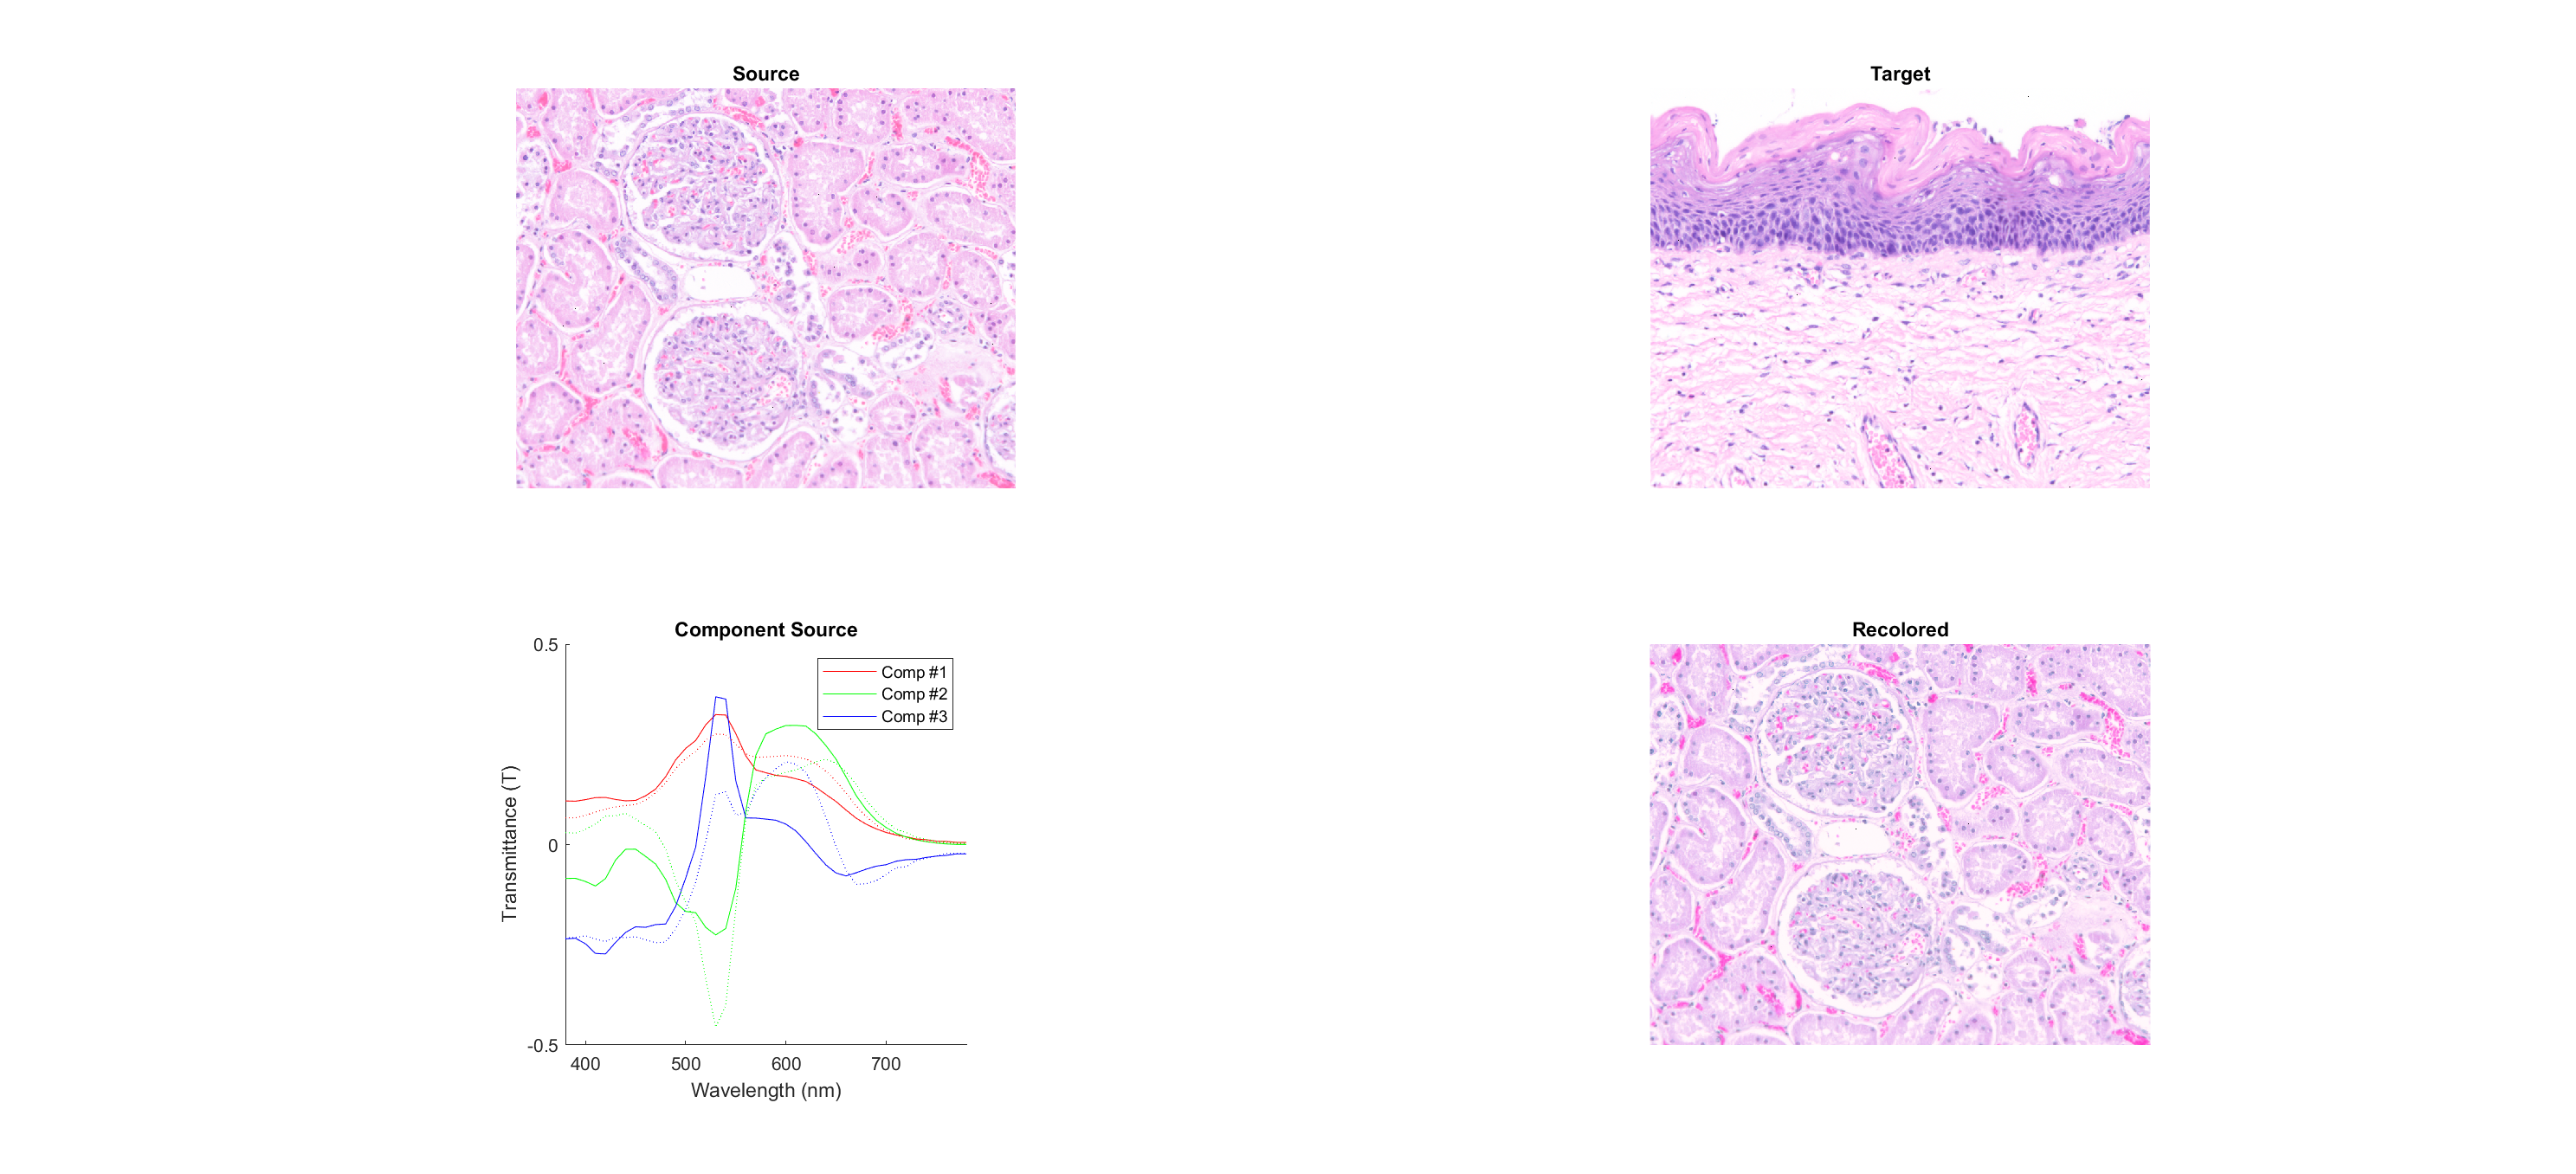 Source
Target
Component Source
0.5
Comp #1
Comp #2
Comp #3
0
-0.5
Transmittance (T)
400 500 600 700
Wavelength (nm)
Recolored